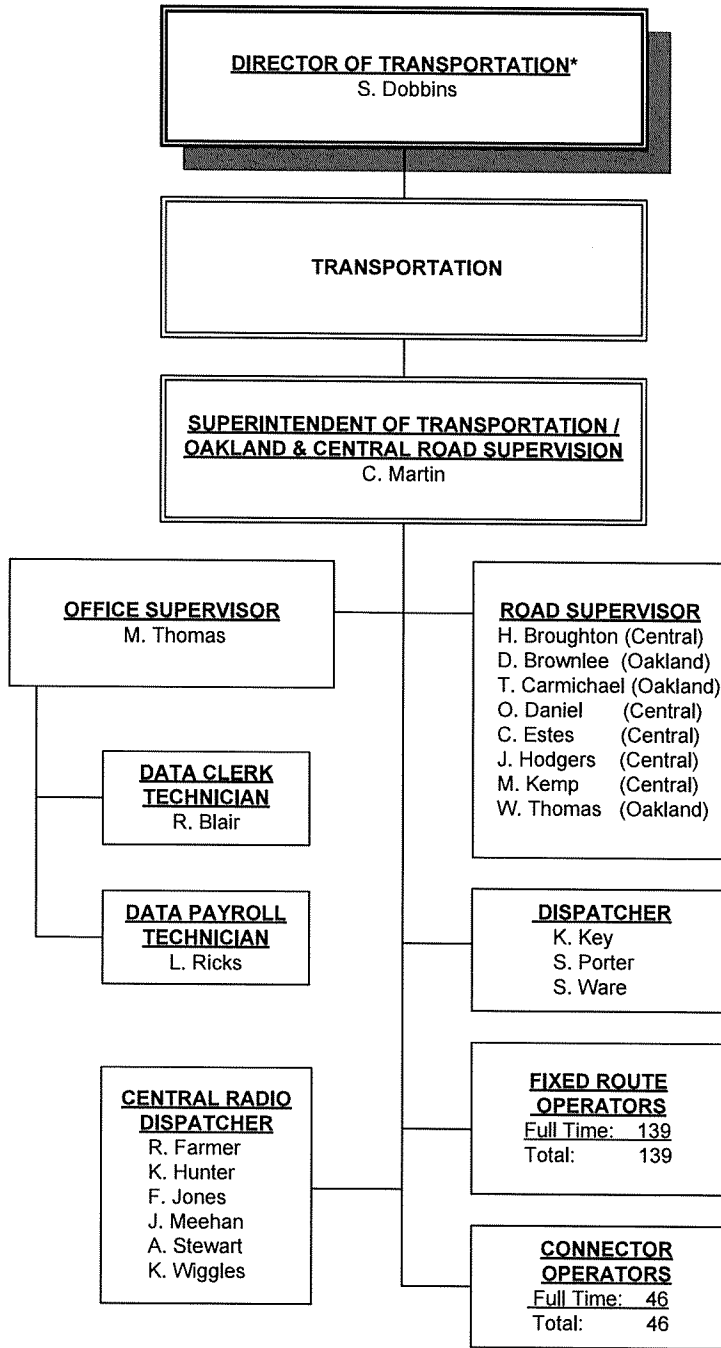 DIRECTOR OF TRANSPORTATION*
S. Dobbins
TRANSPORTATION
SUPERINTENDENT OF TRANSPORTATION /
OAKLAND & CENTRAL ROAD SUPERVISION
C. Martin
OFFICE SUPERVISOR
M. Thomas
DATA CLERK
TECHNICIAN
R. Blair
DATA PAYROLL
TECHNICIAN
L. Ricks
CENTRAL RADIO
DISPATCHER
R. Farmer
K. Hunter
F. Jones
J. Meehan
A. Stewart
K. Wiggles
ROAD SUPERVISOR
H. Broughton (Central)
D. Brownlee (Oakland)
T. Carmichael (Oakland)
O. Daniel (Central)
C. Estes (Central)
J. Hodgers (Central)
M. Kemp (Central)
W. Thomas (Oakland)
DISPATCHER
K. Key
S. Porter
S. Ware
FIXED ROUTE
OPERATORS
Full Time: 139
Total: 139
CONNECTOR
OPERATORS
Full Time: 46
Total: 46